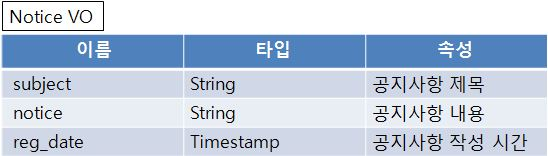 Notice VO
이름 타입 속성
subject String 공지사항 제목
notice String 공지사항 내용
reg_date Timestamp 공지사항 작성 시간